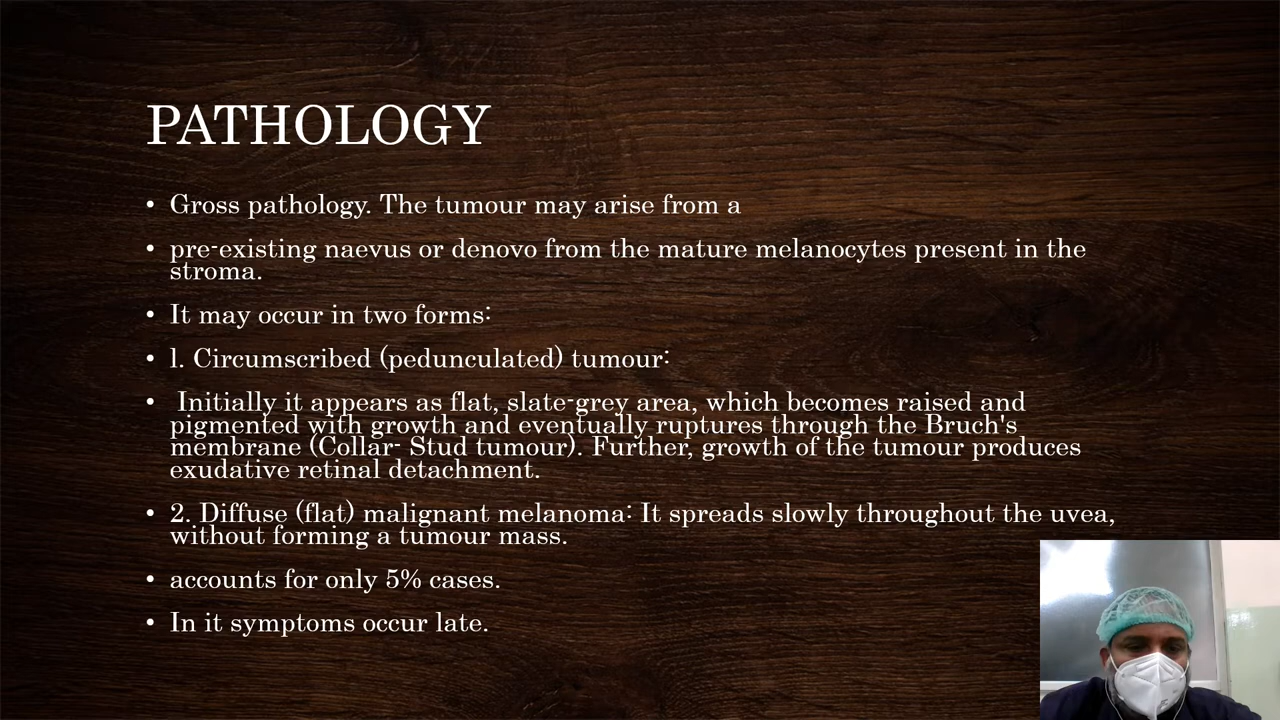 PATHOLOGY
• Gross pathology. The tumour may arise from a
• pre-existing naevus or denovo from the mature melanocytes present in the
stroma.
• It may occur in two forms:
• l. Circumscribed (pedunculated) tumour:
• Initially it appears as flat, slate-grey area, which becomes raised and
pigmented with growth and eventually ruptures through the Bruch's
membrane (Collar- Stud tumour). Further, growth of the tumour produces
exudative retinal detachment.
• 2. Diffuse (flat) malignant melanoma: It spreads slowly throughout the uvea,
without forming a tumour mass.
• accounts for only 5% cases.
• In it symptoms occur late.